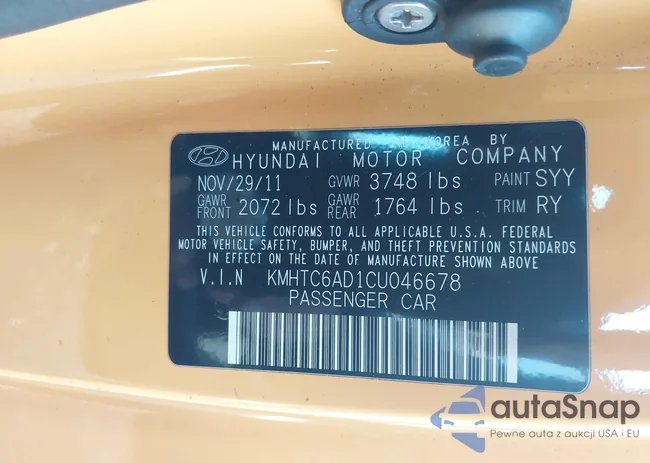 MANUFACTURED IN KOREA BY
HYUNDAI MOTOR COMPANY
NOV/29/11 GVWR 3748 lbs PAINT SYY
GAWR FRONT 2072 lbs GAWR REAR 1764 lbs TRIM RY
THIS VEHICLE CONFORMS TO ALL APPLICABLE U.S.A. FEDERAL
MOTOR VEHICLE SAFETY, BUMPER, AND THEFT PREVENTION STANDARDS
IN EFFECT ON THE DATE OF MANUFACTURE SHOWN ABOVE
V.I.N KMHTC6AD1CU046678
PASSENGER CAR
autaSnap
Pewne auta z aukcji USA i EU